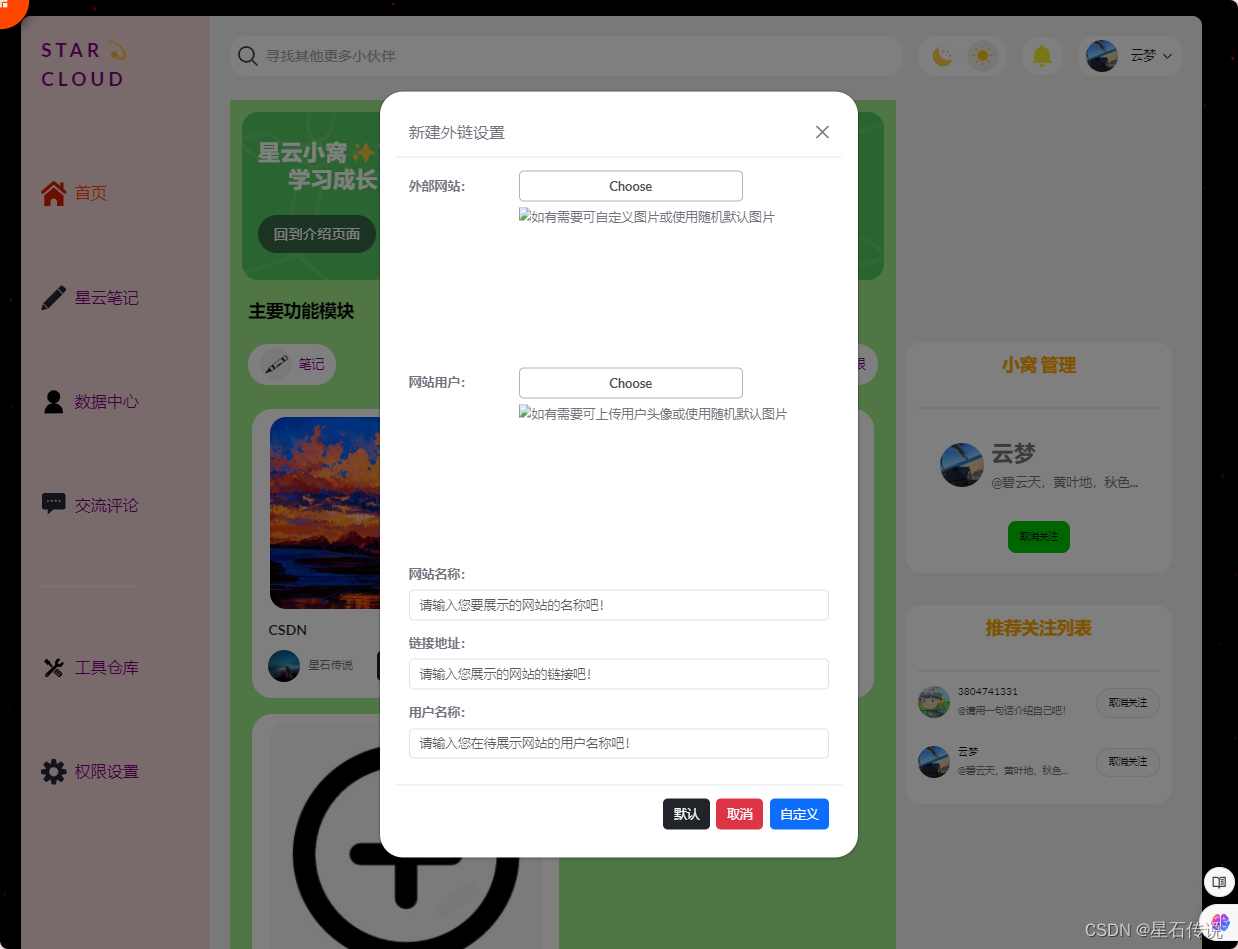 STAR
CLOUD
寻找其他更多小伙伴
云梦
首页
星云笔记
数据中心
交流评论
工具仓库
权限设置
星云小窝✨
学习成长
回到介绍页面
主要功能模块
笔记
CSDN
星石传说
新建外链设置
外部网站:
Choose
如有需要可自定义图片或使用随机默认图片
网站用户:
Choose
如有需要可上传用户头像或使用随机默认图片
网站名称:
请输入您要展示的网站的名称吧!
链接地址:
请输入您展示的网站的链接吧!
用户名称:
请输入您在待展示网站的用户名称吧!
默认
取消
自定义
小窝 管理
云梦
@碧云天，黄叶地，秋色...
取消关注
推荐关注列表
3804741331
@请用一句话介绍自己吧!
取消关注
云梦
@碧云天，黄叶地，秋色...
取消关注
CSDN @星石传说